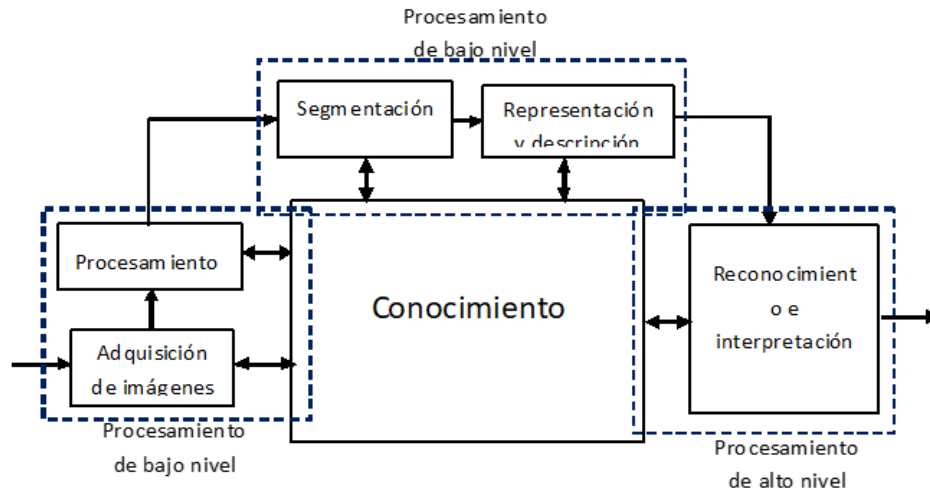 Procesamiento
de bajo nivel
Segmentación
Representación
y descripción
Procesamiento
Conocimiento
Reconocimient
o e
interpretación
Adquisición
de imágenes
Procesamiento
de bajo nivel
Procesamiento
de alto nivel